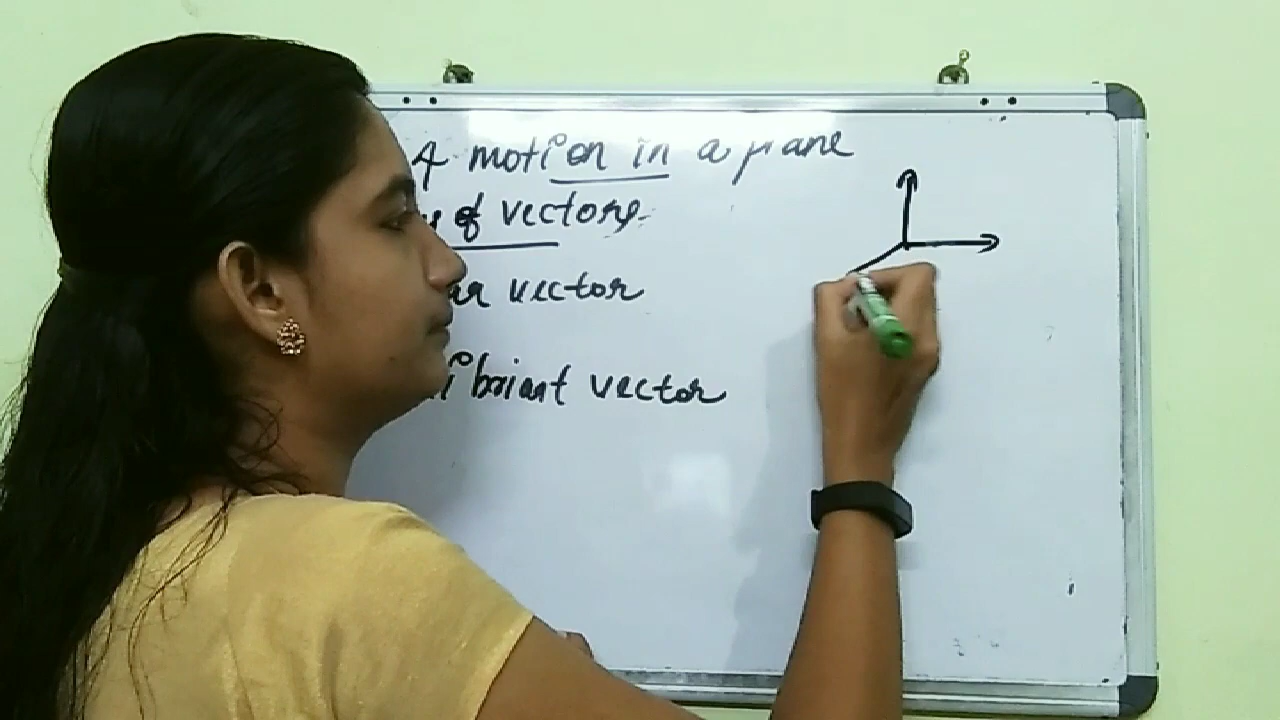 4 motion in a plane
of vectors
vector
vector